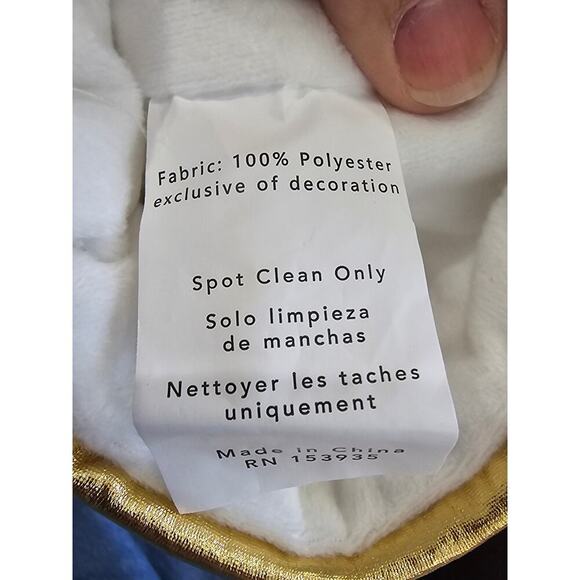 Fabric: 100% Polyester
exclusive of decoration
Spot Clean Only
Solo limpieza
de manchas
Nettoyer les taches
uniquement
Made in China
RN 153935